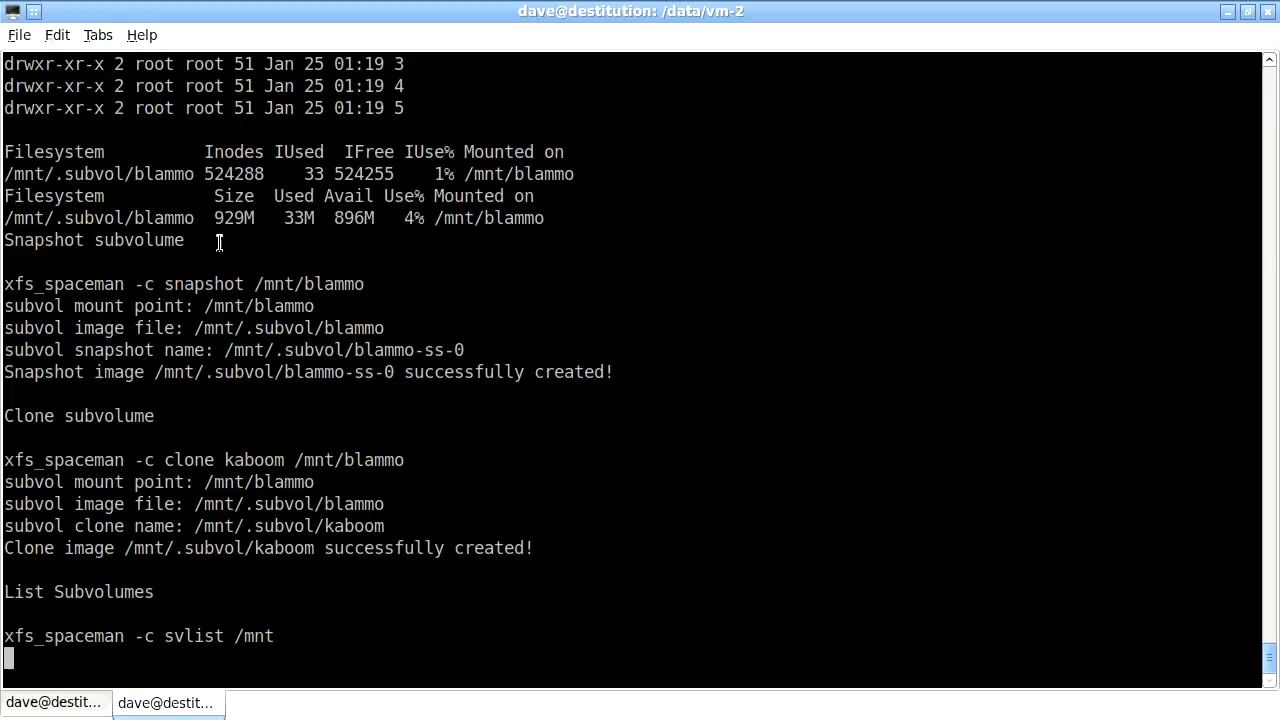 dave@destitution: /data/vm-2
File Edit Tabs Help
drwxr-xr-x 2 root root 51 Jan 25 01:19 3
drwxr-xr-x 2 root root 51 Jan 25 01:19 4
drwxr-xr-x 2 root root 51 Jan 25 01:19 5
Filesystem          Inodes IUsed  IFree IUse% Mounted on
/mnt/.subvol/blammo 524288    33 524255    1% /mnt/blammo
Filesystem           Size  Used Avail Use% Mounted on
/mnt/.subvol/blammo  929M   33M  896M   4% /mnt/blammo
Snapshot subvolume
xfs_spaceman -c snapshot /mnt/blammo
subvol mount point: /mnt/blammo
subvol image file: /mnt/.subvol/blammo
subvol snapshot name: /mnt/.subvol/blammo-ss-0
Snapshot image /mnt/.subvol/blammo-ss-0 successfully created!
Clone subvolume
xfs_spaceman -c clone kaboom /mnt/blammo
subvol mount point: /mnt/blammo
subvol image file: /mnt/.subvol/blammo
subvol clone name: /mnt/.subvol/kaboom
Clone image /mnt/.subvol/kaboom successfully created!
List Subvolumes
xfs_spaceman -c svlist /mnt
dave@destit... dave@destit...